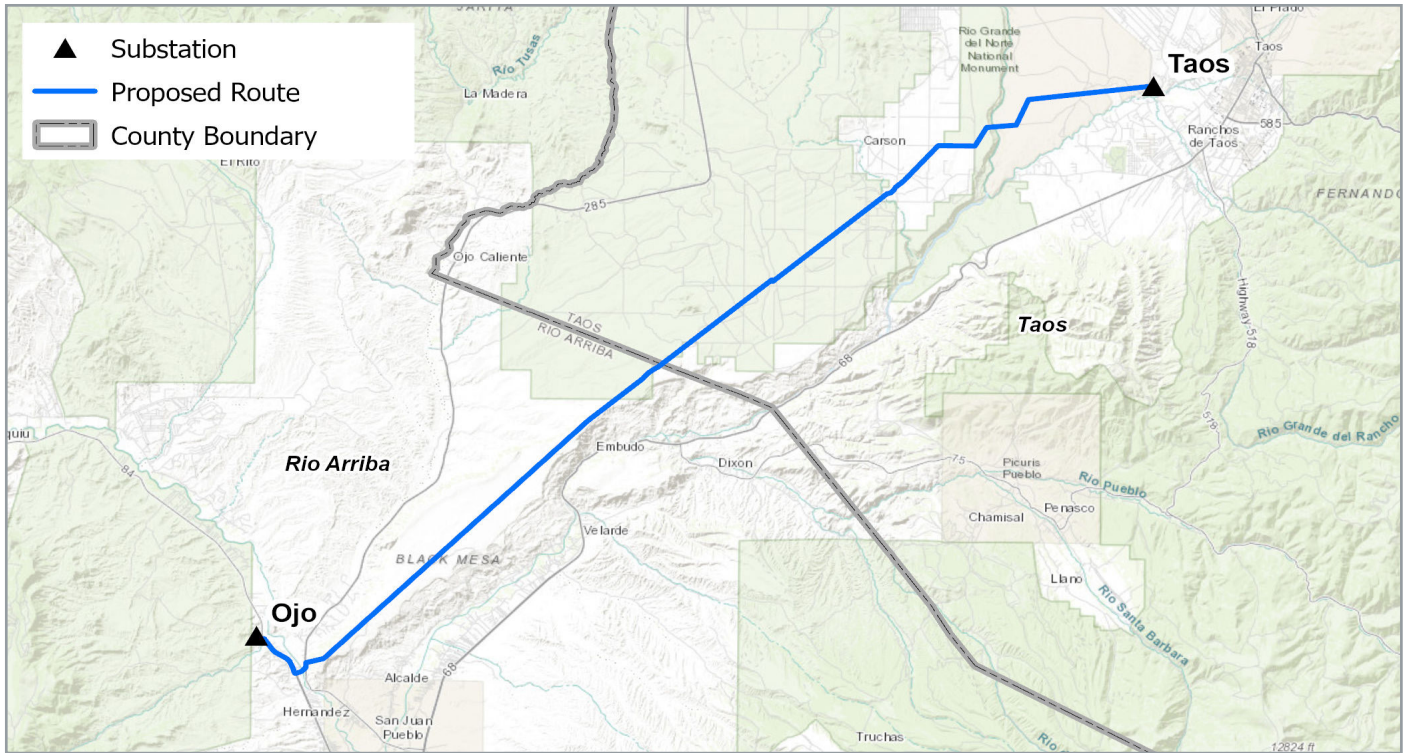 Substation
Proposed Route
County Boundary
JARITA
Río Tusas
La Madera
Rio Grande
del Norte
National
Monument
El Prado
Taos
Taos
Carson
Ranchos
de Taos
585
El Rito
285
Ojo Caliente
FERNANDO
TAOS
RIO ARRIBA
Highway 518
Taos
68
518
Rio Grande del Rancho
quiu
84
Rio Arriba
Embudo
Dixon
75
Picuris
Pueblo
Rio Pueblo
Penasco
Chamisal
Velarde
BLACK MESA
Llano
Rio Santa Barbara
Ojo
68
Alcalde
Hernandez
San Juan
Pueblo
Truchas
Rio
12824 ft